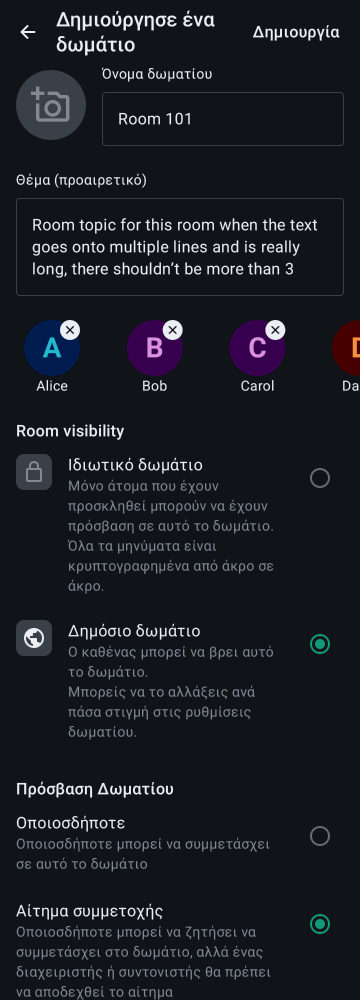 Δημιούργησε ένα
δωμάτιο
Δημιουργία
Όνομα δωματίου
Room 101
Θέμα (προαιρετικό)
Room topic for this room when the text
goes onto multiple lines and is really
long, there shouldn’t be more than 3
A
B
C
D
Alice
Bob
Carol
Da
Room visibility
Ιδιωτικό δωμάτιο
Μόνο άτομα που έχουν
προσκληθεί μπορούν να έχουν
πρόσβαση σε αυτό το δωμάτιο.
Όλα τα μηνύματα είναι
κρυπτογραφημένα από άκρο σε
άκρο.
Δημόσιο δωμάτιο
Ο καθένας μπορεί να βρει αυτό
το δωμάτιο.
Μπορείς να το αλλάξεις ανά
πάσα στιγμή στις ρυθμίσεις
δωματίου.
Πρόσβαση Δωματίου
Οποιοσδήποτε
Οποιοσδήποτε μπορεί να συμμετάσχει
σε αυτό το δωμάτιο
Αίτημα συμμετοχής
Οποιοσδήποτε μπορεί να ζητήσει να
συμμετάσχει στο δωμάτιο, αλλά ένας
διαχειριστής ή συντονιστής θα πρέπει
να αποδεχθεί το αίτημα